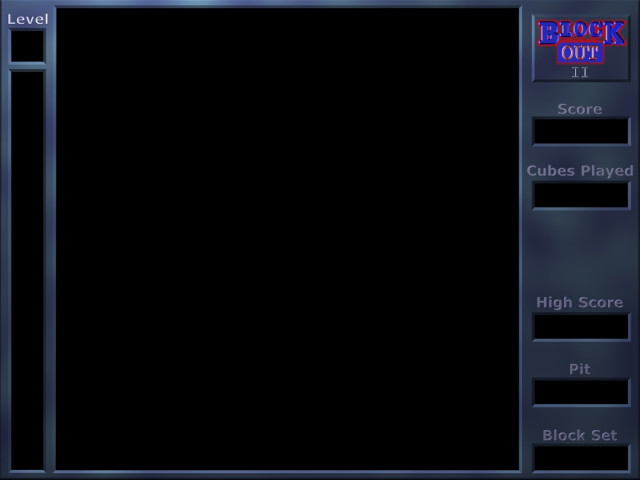 Level
BLOCK
OUT
II
Score
Cubes Played
High Score
Pit
Block Set